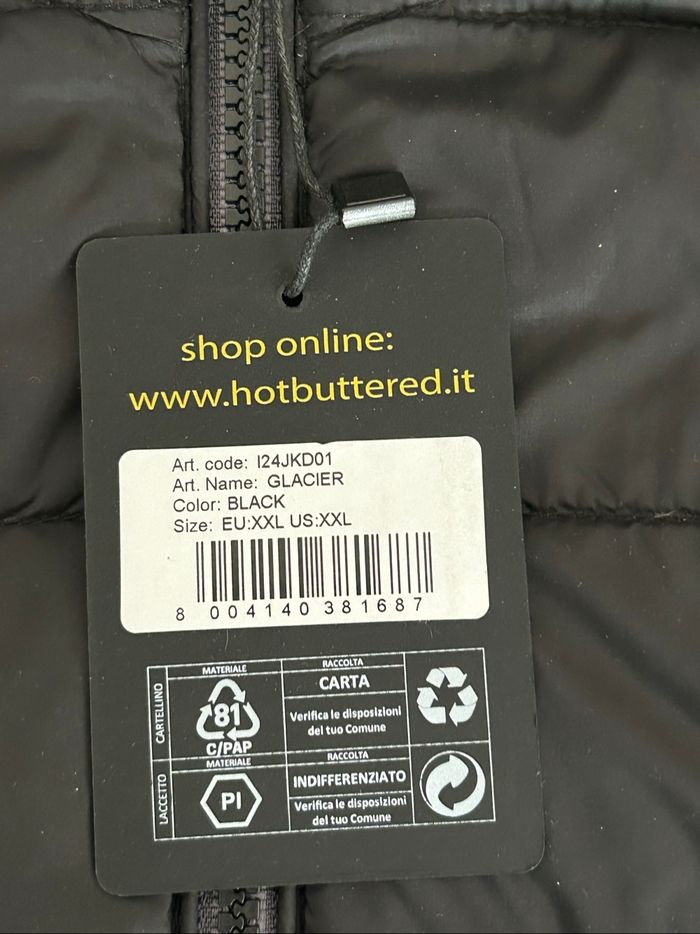 shop online:
www.hotbuttered.it
Art. code: I24JKD01
Art. Name: GLACIER
Color: BLACK
Size: EU:XXL US:XXL
8 004140 381687
CARTELLINO
MATERIALE
81
C/PAP
RACCOLTA
CARTA
Verifica le disposizioni
del tuo Comune
LACCETTO
MATERIALE
PI
RACCOLTA
INDIFFERENZIATO
Verifica le disposizioni
del tuo Comune